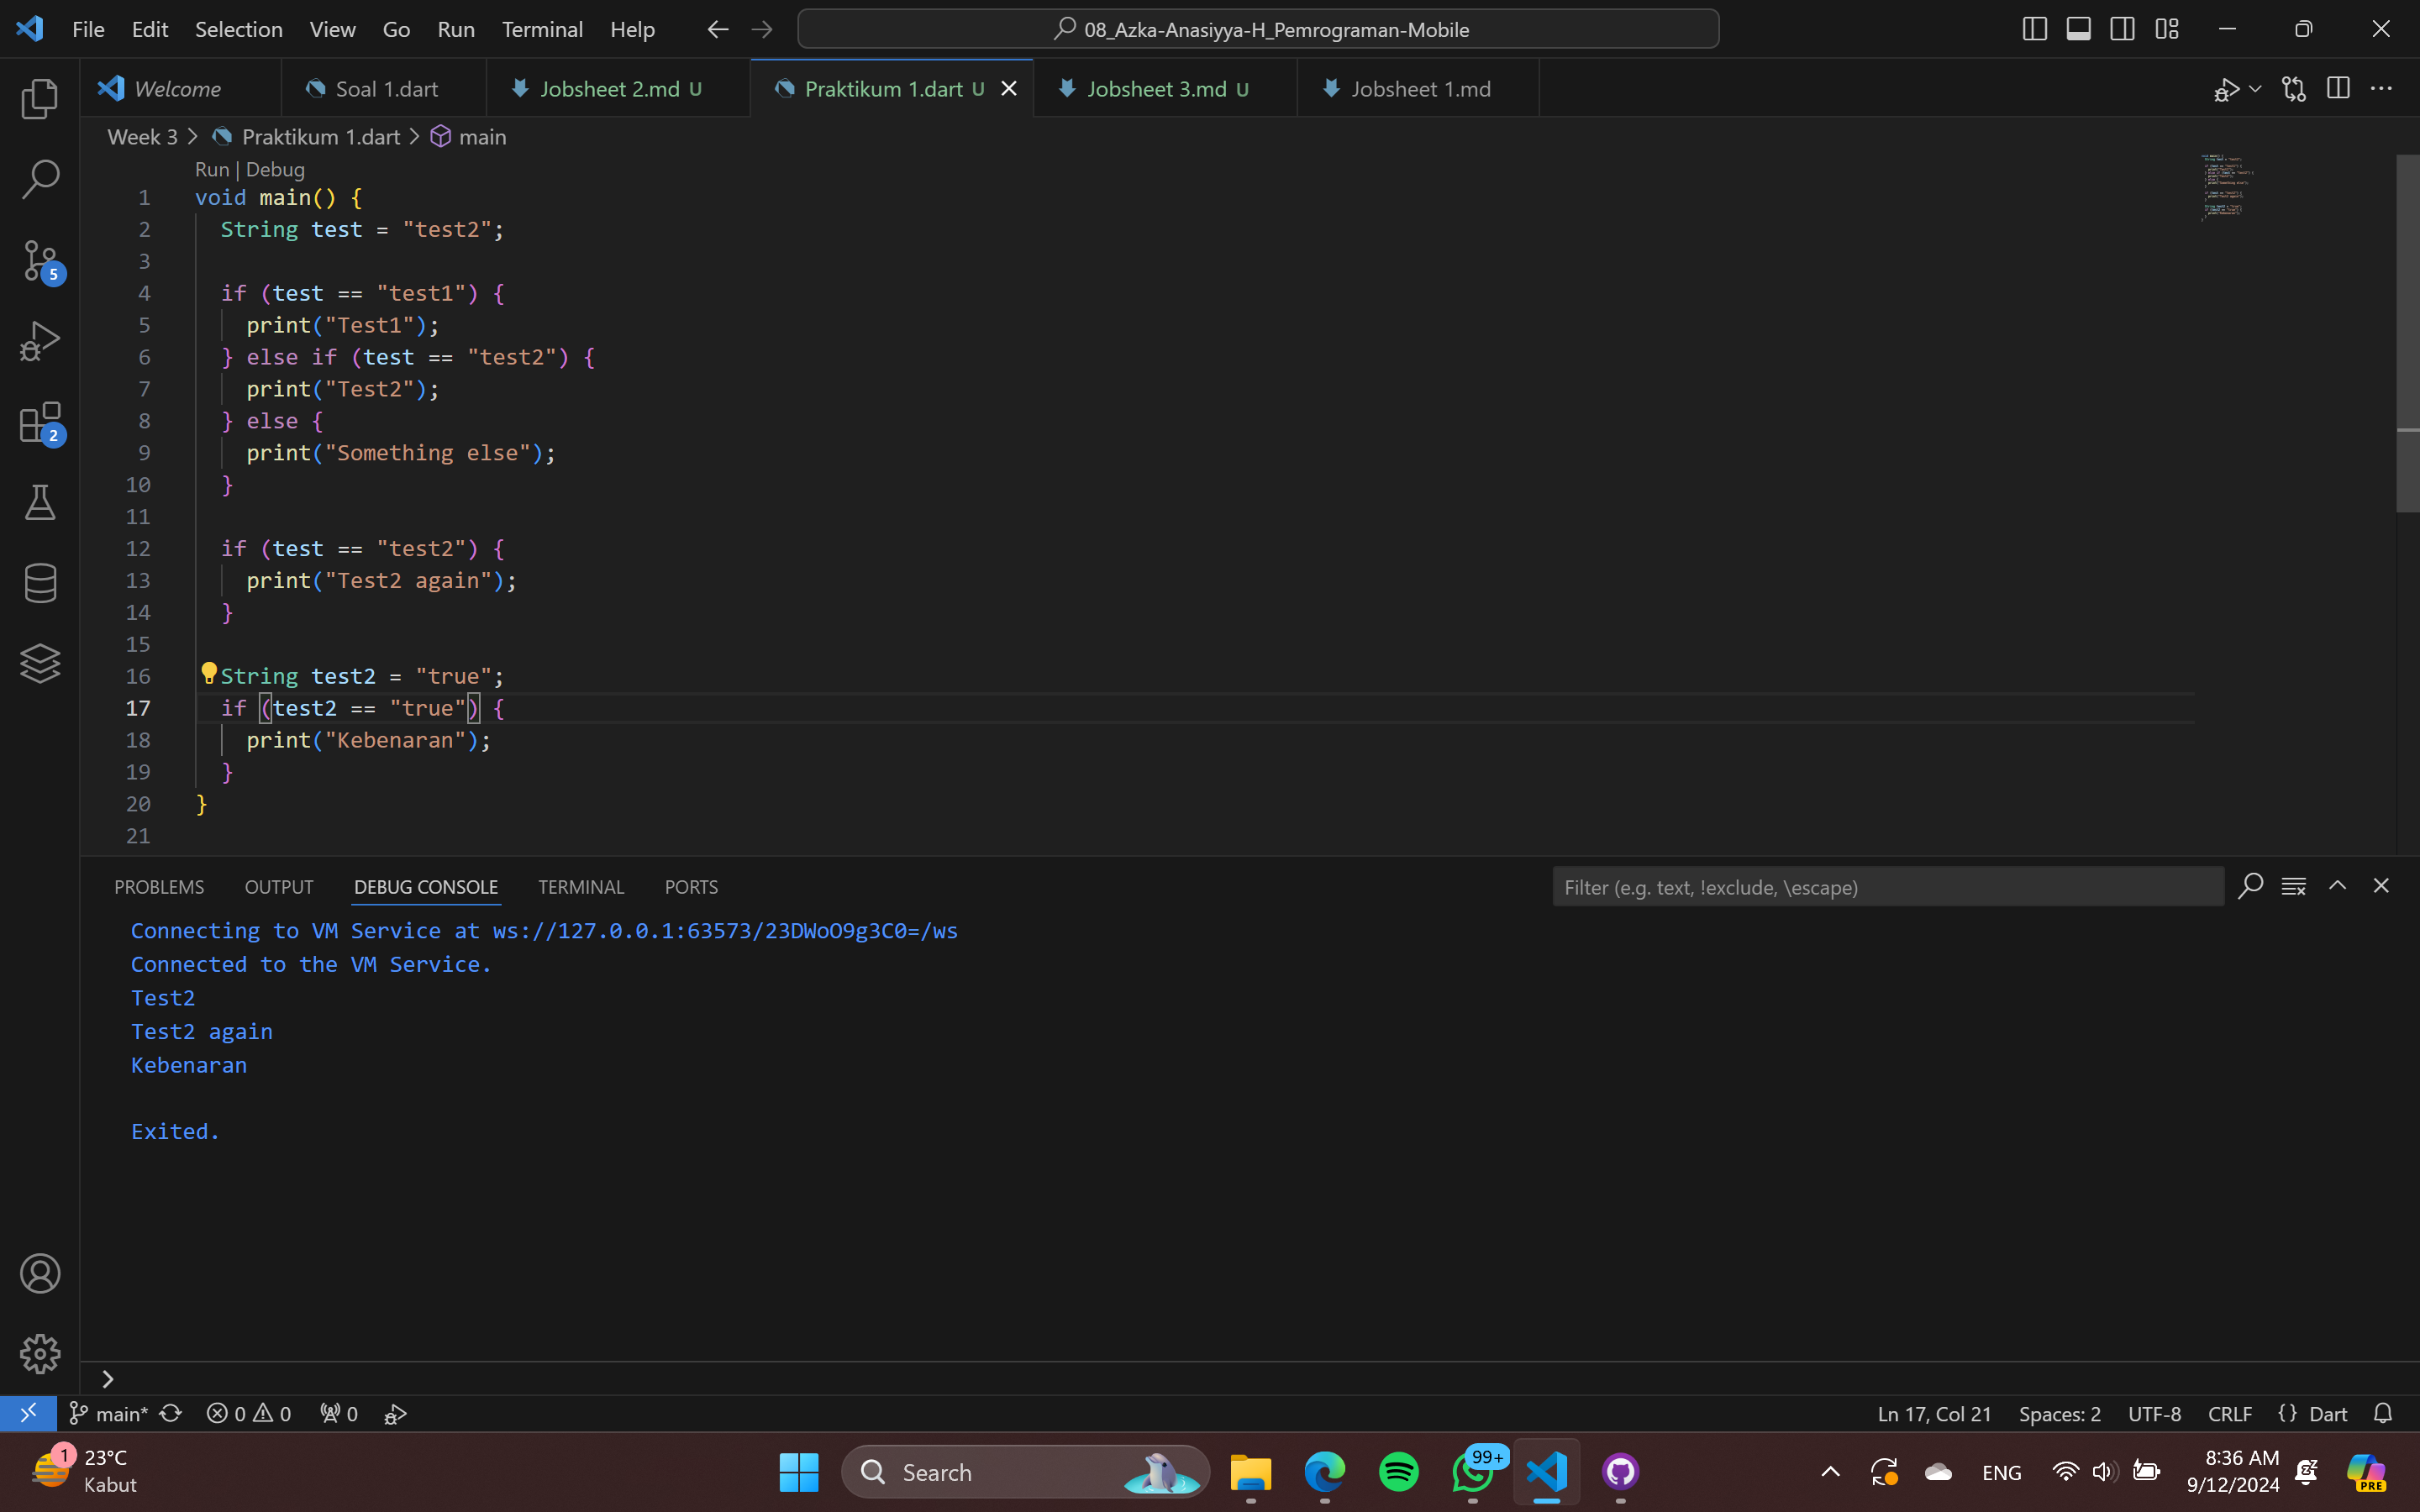 File Edit Selection View Go Run Terminal Help 08_Azka-Anasiyya-H_Pemrograman-Mobile
Welcome Soal 1.dart Jobsheet 2.md U Praktikum 1.dart U Jobsheet 3.md U Jobsheet 1.md
Week 3 > Praktikum 1.dart > main
Run | Debug
1 void main() {
2 String test = "test2";
3
4 if (test == "test1") {
5 print("Test1");
6 } else if (test == "test2") {
7 print("Test2");
8 } else {
9 print("Something else");
10 }
11
12 if (test == "test2") {
13 print("Test2 again");
14 }
15
16 String test2 = "true";
17 if (test2 == "true") {
18 print("Kebenaran");
19 }
20 }
21
5
2
PROBLEMS OUTPUT DEBUG CONSOLE TERMINAL PORTS Filter (e.g. text, !exclude, \escape)
Connecting to VM Service at ws://127.0.0.1:63573/23DWoO9g3C0=/ws
Connected to the VM Service.
Test2
Test2 again
Kebenaran
Exited.
main* 0 0 0 Ln 17, Col 21 Spaces: 2 UTF-8 CRLF {} Dart
1 23°C
Kabut
Search 99+ ENG
8:36 AM
9/12/2024
PRE